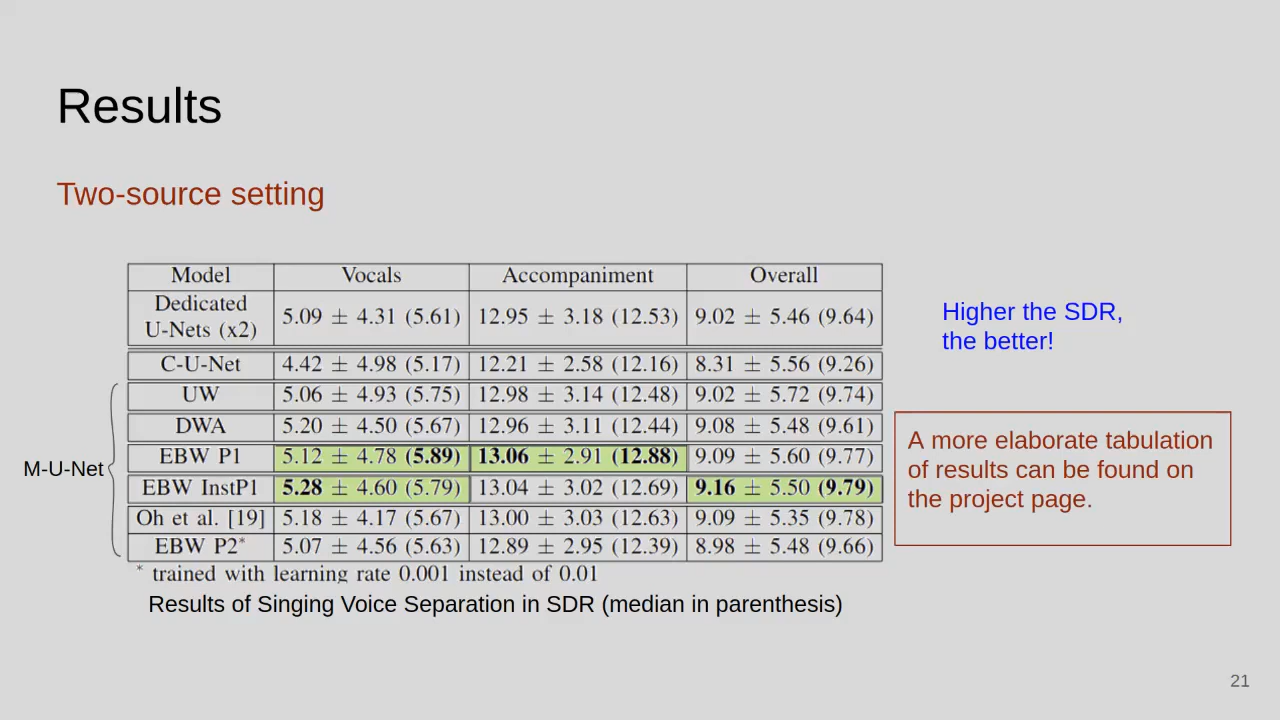 Results
Two-source setting
Model Vocals Accompaniment Overall
Dedicated
U-Nets (x2) 5.09 ± 4.31 (5.61) 12.95 ± 3.18 (12.53) 9.02 ± 5.46 (9.64)
C-U-Net 4.42 ± 4.98 (5.17) 12.21 ± 2.58 (12.16) 8.31 ± 5.56 (9.26)
UW 5.06 ± 4.93 (5.75) 12.98 ± 3.14 (12.48) 9.02 ± 5.72 (9.74)
DWA 5.20 ± 4.50 (5.67) 12.96 ± 3.11 (12.44) 9.08 ± 5.48 (9.61)
EBW P1 5.12 ± 4.78 (5.89) 13.06 ± 2.91 (12.88) 9.09 ± 5.60 (9.77)
M-U-Net
EBW InstP1 5.28 ± 4.60 (5.79) 13.04 ± 3.02 (12.69) 9.16 ± 5.50 (9.79)
Oh et al. [19] 5.18 ± 4.17 (5.67) 13.00 ± 3.03 (12.63) 9.09 ± 5.35 (9.78)
EBW P2* 5.07 ± 4.56 (5.63) 12.89 ± 2.95 (12.39) 8.98 ± 5.48 (9.66)
* trained with learning rate 0.001 instead of 0.01
Results of Singing Voice Separation in SDR (median in parenthesis)
Higher the SDR,
the better!
A more elaborate tabulation
of results can be found on
the project page.
21